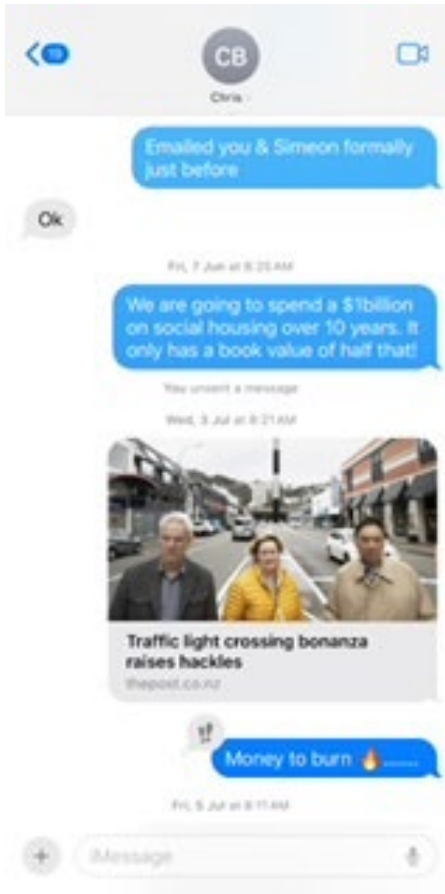 CB
Chris
Emailed you & Simeon formally
just before
Ok
Fri, 7 Jun at 8:25 AM
We are going to spend a $1billion
on social housing over 10 years. It
only has a book value of half that!
You unsent a message
Wed, 3 Jul at 8:21 AM
Traffic light crossing bonanza
raises hackles
thepost.co.nz
Money to burn 🔥......
Fri, 5 Jul at 8:11 AM
iMessage